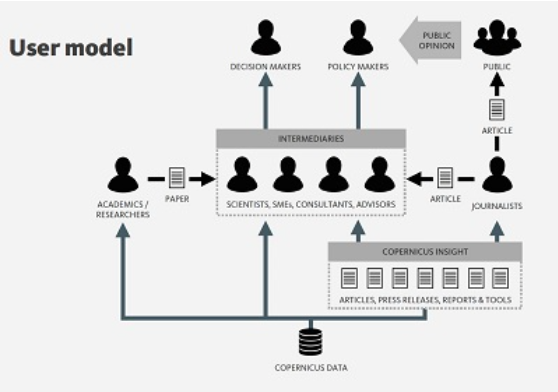 User model
DECISION MAKERS
POLICY MAKERS
PUBLIC
OPINION
PUBLIC
ARTICLE
INTERMEDIARIES
SCIENTISTS, SMEs, CONSULTANTS, ADVISORS
ACADEMICS /
RESEARCHERS
PAPER
ARTICLE
JOURNALISTS
COPERNICUS INSIGHT
ARTICLES, PRESS RELEASES, REPORTS & TOOLS
COPERNICUS DATA